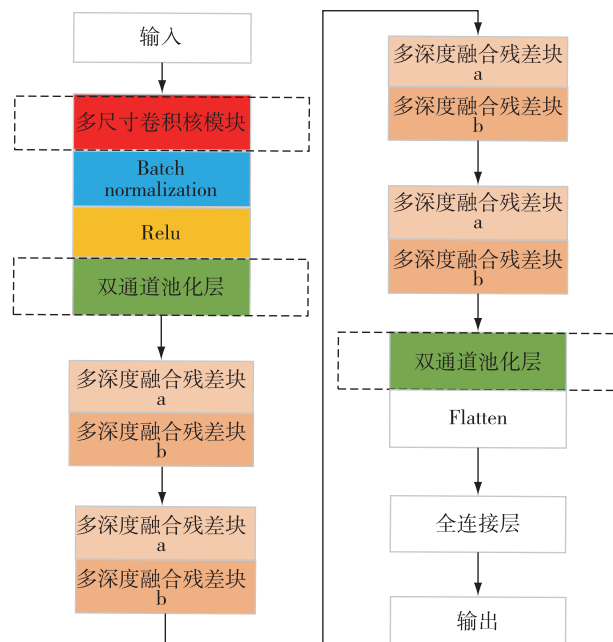 输入
多尺寸卷积核模块
Batch
normalization
Relu
双通道池化层
多深度融合残差块
a
多深度融合残差块
b
多深度融合残差块
a
多深度融合残差块
b
多深度融合残差块
a
多深度融合残差块
b
多深度融合残差块
a
多深度融合残差块
b
双通道池化层
Flatten
全连接层
输出